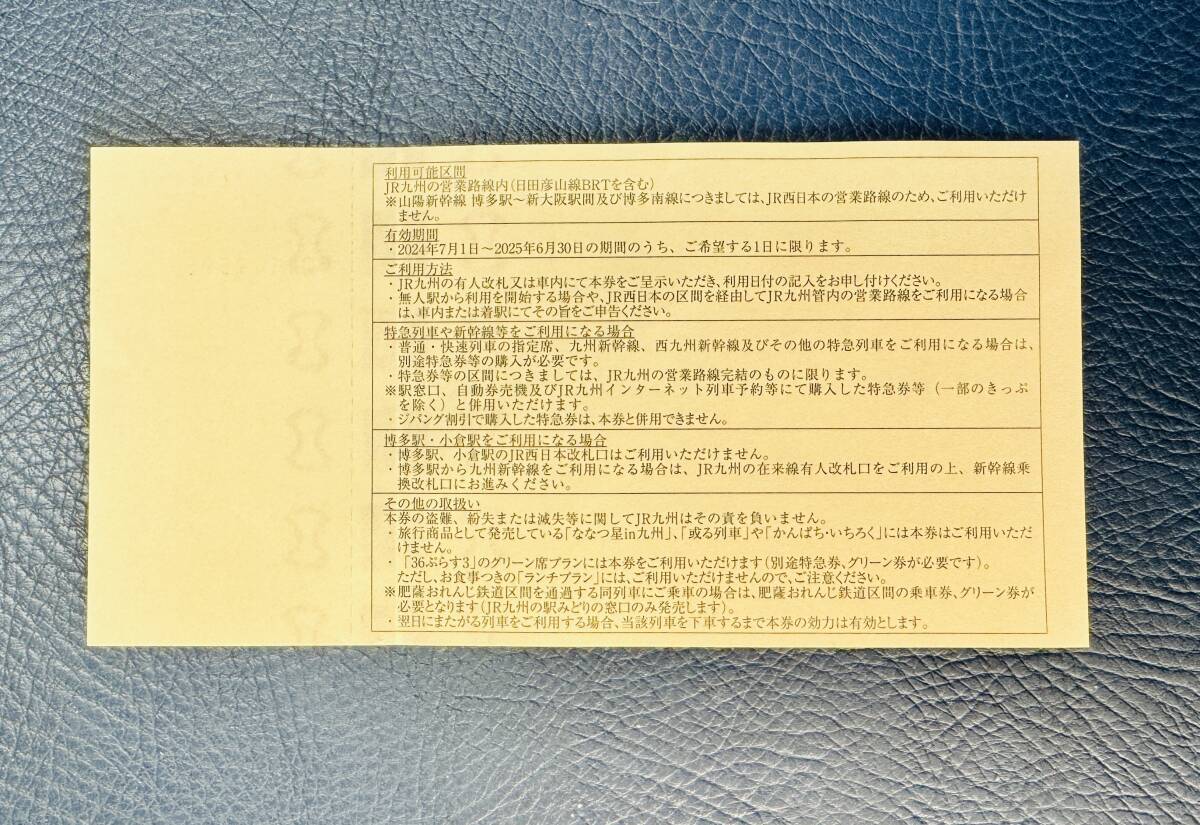 利用可能区間
JR九州の営業路線内(日田彦山線BRTを含む)
※山陽新幹線 博多駅～新大阪駅間及び博多南線につきましては、JR西日本の営業路線のため、ご利用いただけ
ません。
有効期間
・2024年7月1日～2025年6月30日の期間のうち、ご希望する1日に限ります。
ご利用方法
・JR九州の有人改札又は車内にて本券をご呈示いただき、利用日付の記入をお申し付けください。
・無人駅から利用を開始する場合や、JR西日本の区間を経由してJR九州管内の営業路線をご利用になる場合
は、車内または着駅にてその旨をご申告ください。
特急列車や新幹線等をご利用になる場合
・普通・快速列車の指定席、九州新幹線、西九州新幹線及びその他の特急列車をご利用になる場合は、
別途特急券等の購入が必要です。
・特急券等の区間につきましては、JR九州の営業路線完結のものに限ります。
※駅窓口、自動券売機及びJR九州インターネット列車予約等にて購入した特急券等（一部のきっぷ
を除く）と併用いただけます。
・ジパング割引で購入した特急券は、本券と併用できません。
博多駅・小倉駅をご利用になる場合
・博多駅、小倉駅のJR西日本改札口はご利用いただけません。
・博多駅から九州新幹線をご利用になる場合は、JR九州の在来線有人改札口をご利用の上、新幹線乗
換改札口にお進みください。
その他の取扱い
本券の盗難、紛失または滅失等に関してJR九州はその責を負いません。
・旅行商品として発売している「ななつ星in九州」、「或る列車」や「かんぱち・いちろく」には本券はご利用いただ
けません。
・「36ぷらす3」のグリーン席プランには本券をご利用いただけます(別途特急券、グリーン券が必要です)。
ただし、お食事つきの「ランチプラン」には、ご利用いただけませんので、ご注意ください。
※肥薩おれんじ鉄道区間を通過する同列車にご乗車の場合は、肥薩おれんじ鉄道区間の乗車券、グリーン券が
必要となります(JR九州の駅みどりの窓口のみ発売します)。
・翌日にまたがる列車をご利用する場合、当該列車を下車するまで本券の効力は有効とします。